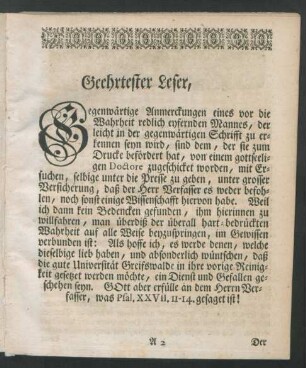 Geehrtester Leser,
Gegenwärtige Anmerckungen eines vor die
Wahrheit redlich eyfernden Mannes, der
leicht in der gegenwärtigen Schrifft zu er-
kennen seyn wird, sind dem, der sie zum
Drucke befördert hat, von einem gottseeli-
gen Doctore zugeschicket worden, mit Er-
suchen, selbige unter die Presse zu geben, unter grosser
Versicherung, daß der Herr Verfasser es weder befoh-
len, noch sonst einige Wissenschafft hiervon habe. Weil
ich dann kein Bedencken gefunden, ihm hierinnen zu
willfahren, man überdiß der überall hart-bedrückten
Wahrheit auf alle Weise beyzuspringen, im Gewissen
verbunden ist: Als hoffe ich, es werde denen, welche
dieselbige lieb haben, und absonderlich wünschen, daß
die gute Universität Greifswalde in ihre vorige Reinig-
keit gesetzet werden möchte, ein Dienst und Gefallen ge-
schehen seyn. GOtt aber erfülle an dem Herrn Ver-
fasser, was Psal. XXVII, 11-14. gesaget ist!
A 2 Der